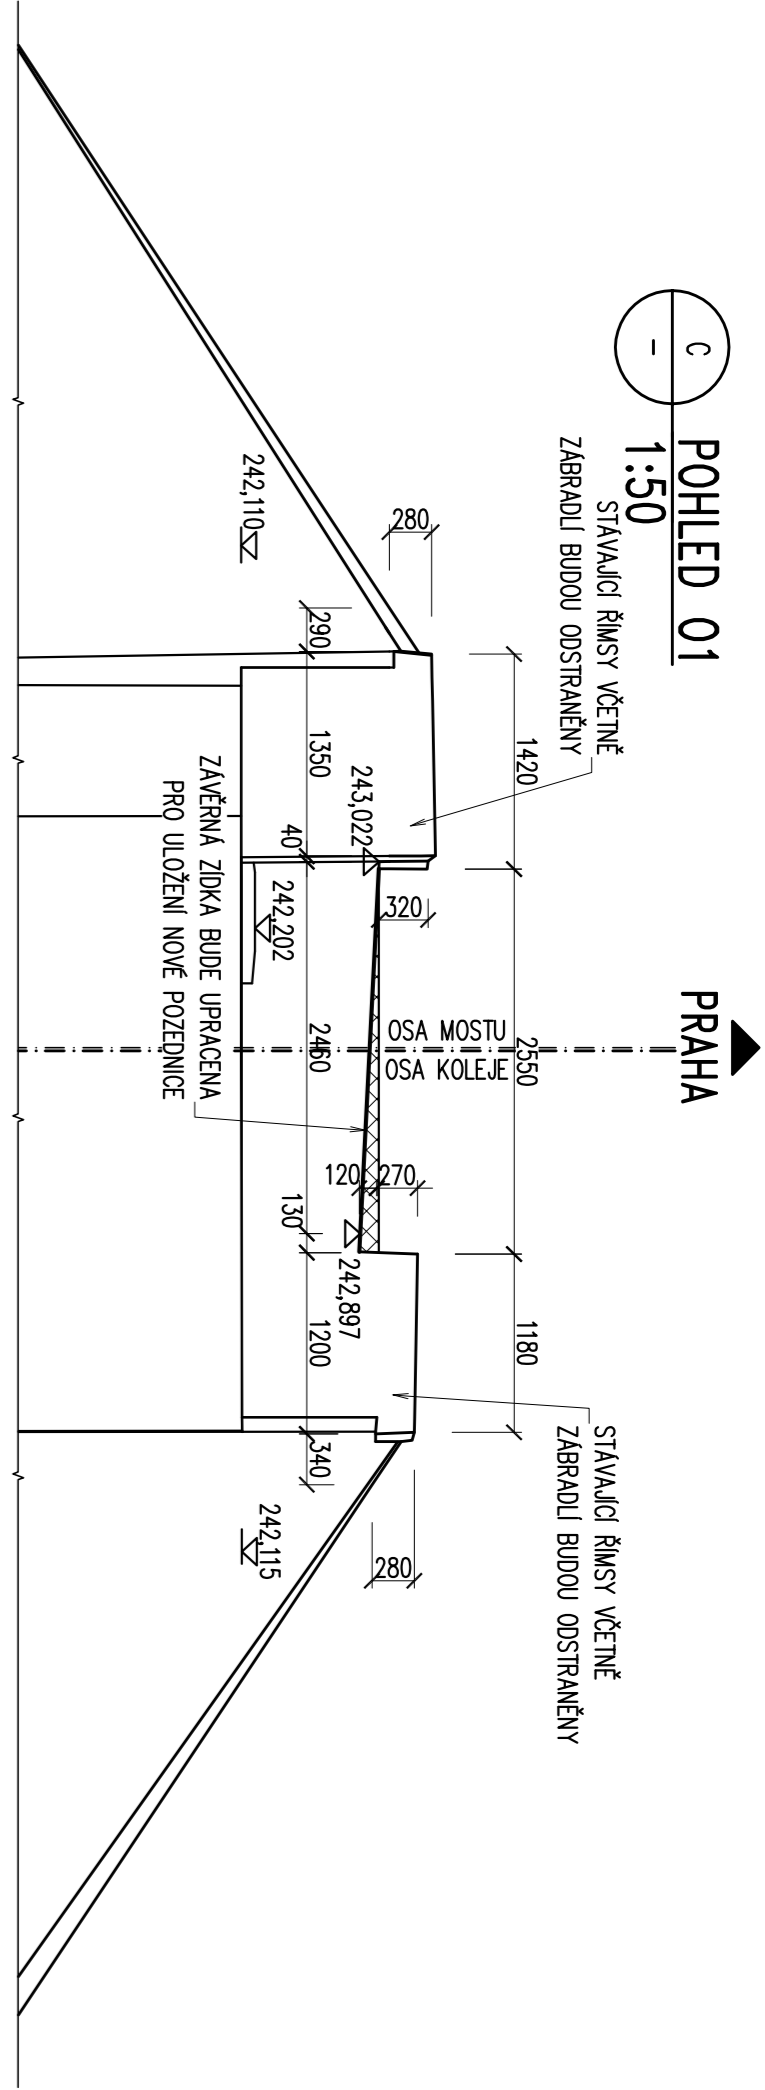 C
-
POHLED 01
1:50
PRAHA
STÁVAJÍCÍ ŘÍMSY VČETNĚ
ZÁBRADLÍ BUDOU ODSTRANĚNY
STÁVAJÍCÍ ŘÍMSY VČETNĚ
ZÁBRADLÍ BUDOU ODSTRANĚNY
1420
2550
1180
280
320
OSA MOSTU
OSA KOLEJE
120
270
280
243,022
242,897
290
1350
40
2460
130
1200
340
242,110
242,202
242,115
ZÁVĚRNÁ ZÍDKA BUDE UPRACENA
PRO ULOŽENÍ NOVÉ POZEDNICE